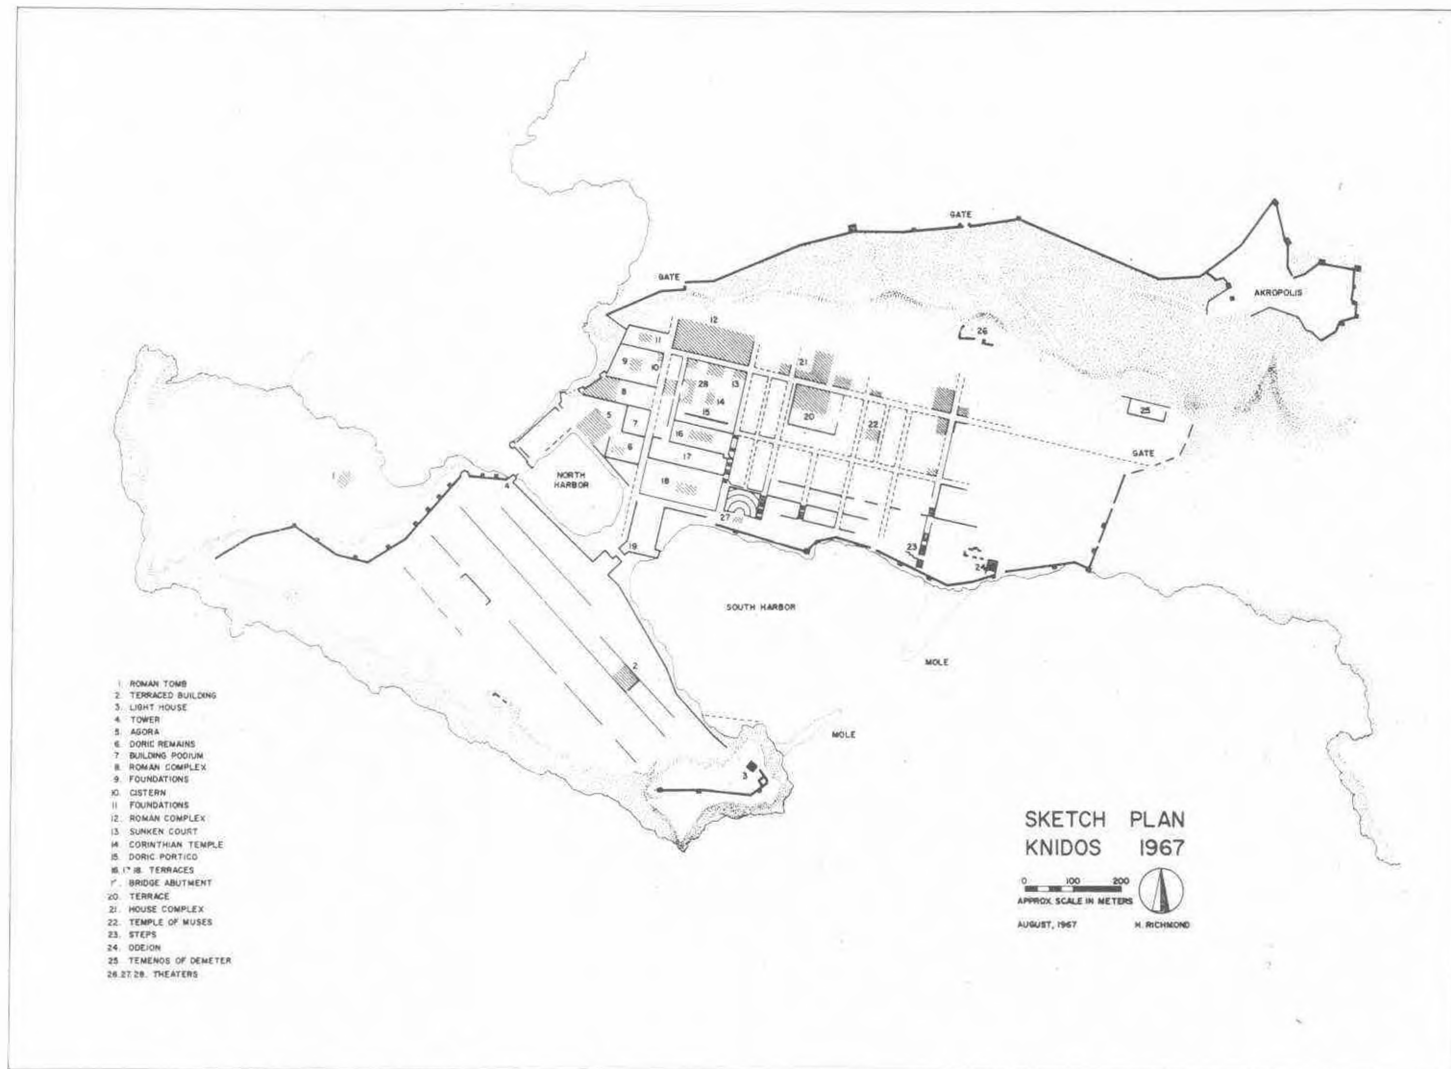 GATE
GATE
AKROPOLIS
12
11
26
21
9
10
28
13
14
8
20
25
5
15
7
22
16
6
17
GATE
1
NORTH
HARBOR
4
18
27
19
23
24
SOUTH HARBOR
MOLE
2
MOLE
3
1. ROMAN TOMB
2. TERRACED BUILDING
3. LIGHT HOUSE
4. TOWER
5. AGORA
6. DORIC REMAINS
7. BUILDING PODIUM
8. ROMAN COMPLEX
9. FOUNDATIONS
10. CISTERN
11. FOUNDATIONS
12. ROMAN COMPLEX
13. SUNKEN COURT
14. CORINTHIAN TEMPLE
15. DORIC PORTICO
16. 17 18. TERRACES
BRIDGE ABUTMENT
20. TERRACE
21. HOUSE COMPLEX
22. TEMPLE OF MUSES
23. STEPS
24. ODEION
25. TEMENOS OF DEMETER
26.27.28. THEATERS
SKETCH PLAN
KNIDOS 1967
0 100 200
APPROX. SCALE IN METERS
AUGUST, 1967 H. RICHMOND